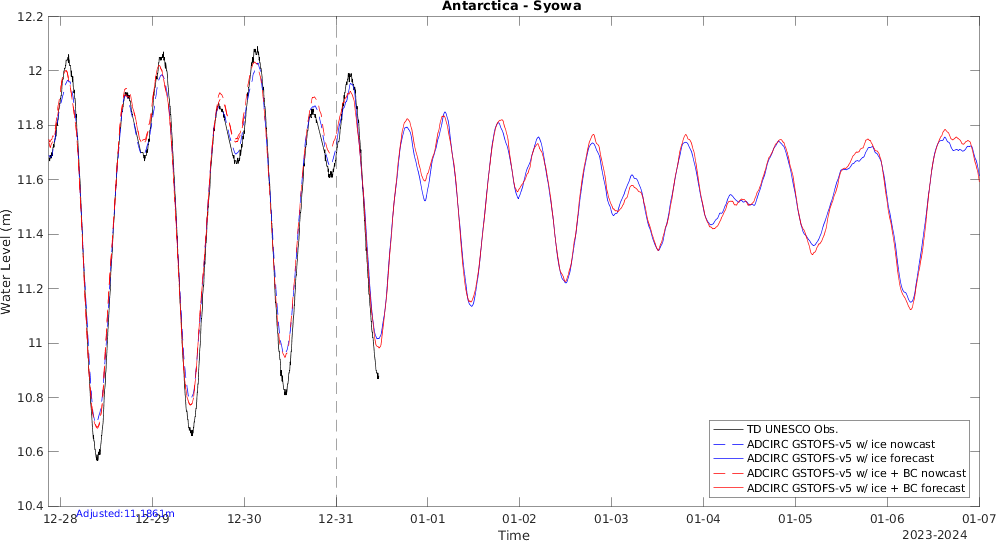 Antarctica - Syowa
12.2
12
11.8
11.6
11.4
11.2
11
10.8
10.6
10.4
Water Level (m)
TD UNESCO Obs.
ADCIRC GSTOFS-v5 w/ ice nowcast
ADCIRC GSTOFS-v5 w/ ice forecast
ADCIRC GSTOFS-v5 w/ ice + BC nowcast
ADCIRC GSTOFS-v5 w/ ice + BC forecast
Adjusted:11.1861m
12-28 12-29 12-30 12-31 01-01 01-02 01-03 01-04 01-05 01-06 01-07
Time
2023-2024